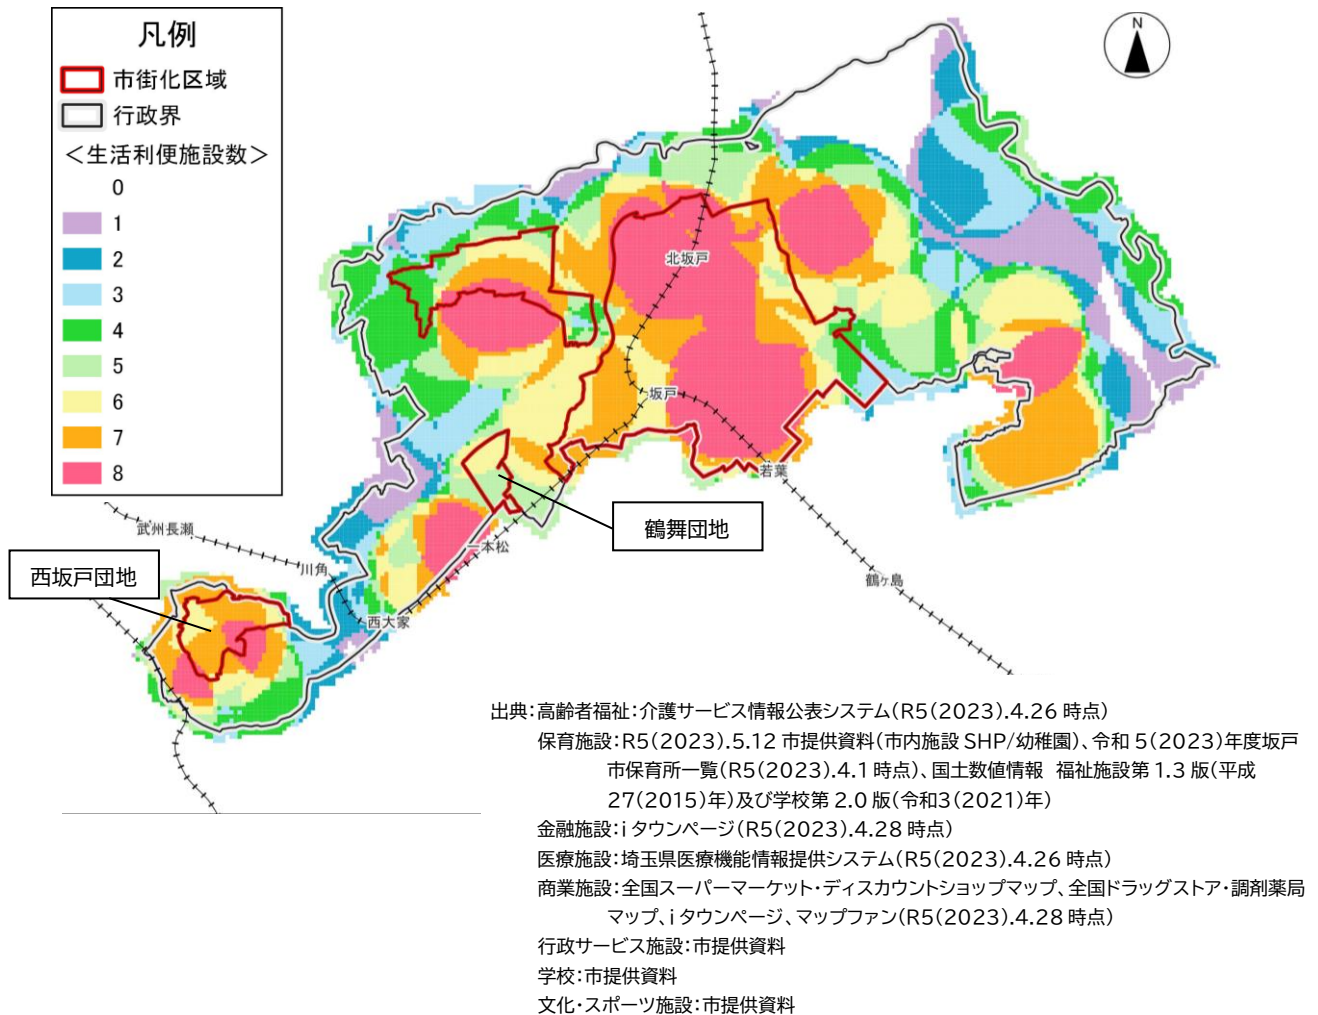 凡例
市街化区域
行政界
<生活利便施設数>
0
1
2
3
4
5
6
7
8
N
北坂戸
坂戸
若葉
鶴舞団地
一本松
武州長瀬
川角
西坂戸団地
西大家
鶴ヶ島
出典:高齢者福祉:介護サービス情報公表システム(R5(2023).4.26 時点)
保育施設:R5(2023).5.12 市提供資料(市内施設 SHP/幼稚園)、令和 5(2023)年度坂戸
市保育所一覧(R5(2023).4.1 時点)、国土数値情報 福祉施設第 1.3 版(平成
27(2015)年)及び学校第 2.0 版(令和3(2021)年)
金融施設:i タウンページ(R5(2023).4.28 時点)
医療施設:埼玉県医療機能情報提供システム(R5(2023).4.26 時点)
商業施設:全国スーパーマーケット・ディスカウントショップマップ、全国ドラッグストア・調剤薬局
マップ、i タウンページ、マップファン(R5(2023).4.28 時点)
行政サービス施設:市提供資料
学校:市提供資料
文化・スポーツ施設:市提供資料